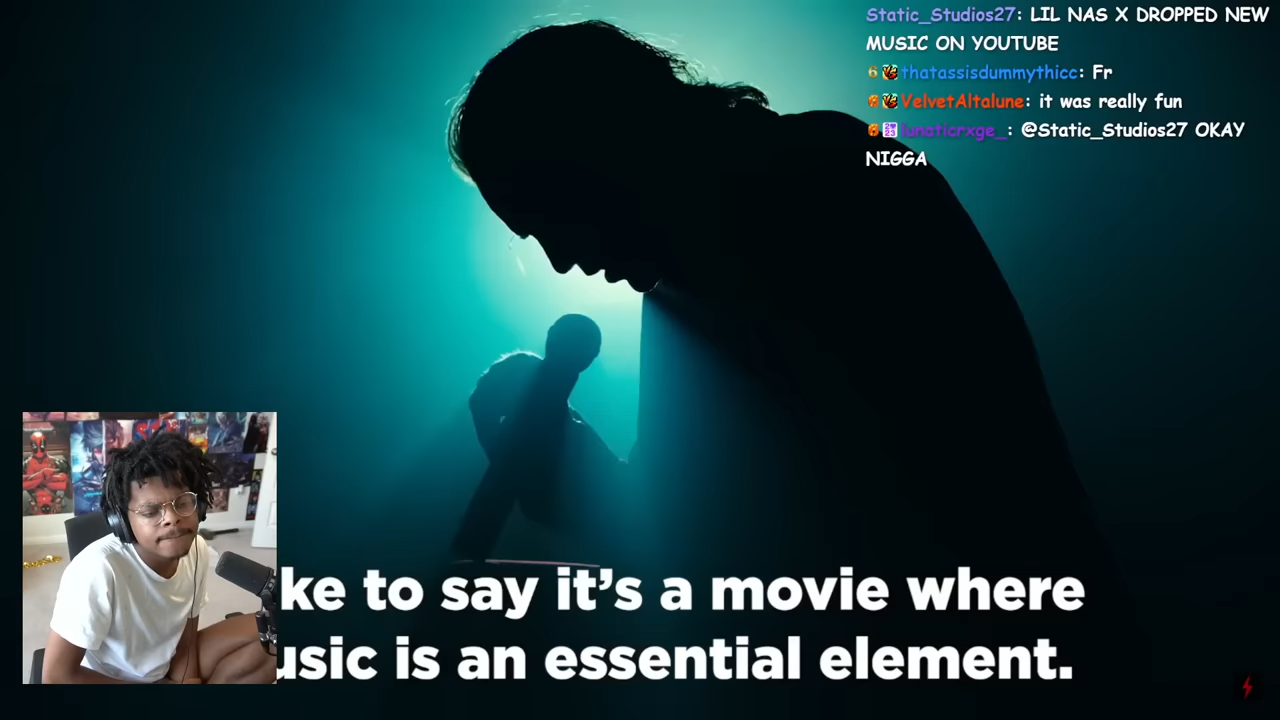 Static_Studios27: LIL NAS X DROPPED NEW
MUSIC ON YOUTUBE
thatassisdummythicc: Fr
VelvetAltalune: it was really fun
lunaticrxge_: @Static_Studios27 OKAY
NIGGA
ke to say it's a movie where
usic is an essential element.